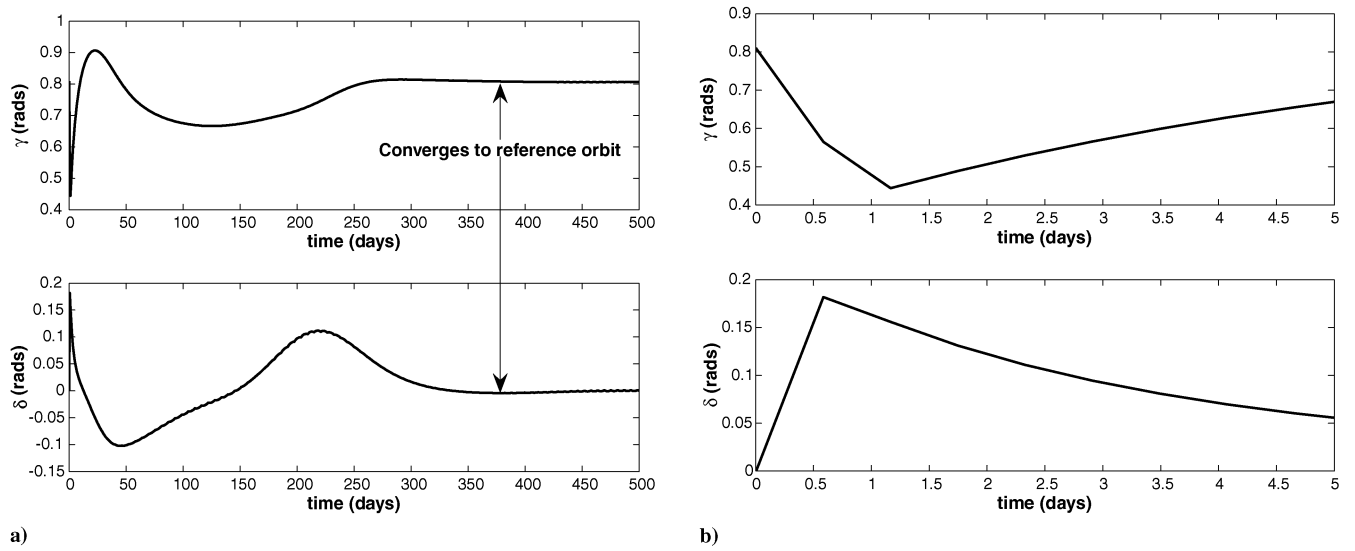 1
0.9
0.8
0.7
0.6
0.5
0.4
γ (rads)
0 50 100 150 200 250 300 350 400 450 500
time (days)
Converges to reference orbit
0.2
0.15
0.1
0.05
0
-0.05
-0.1
-0.15
δ (rads)
0 50 100 150 200 250 300 350 400 450 500
time (days)
a)
0.9
0.8
0.7
0.6
0.5
0.4
γ (rads)
0 0.5 1 1.5 2 2.5 3 3.5 4 4.5 5
time (days)
0.2
0.15
0.1
0.05
0
δ (rads)
0 0.5 1 1.5 2 2.5 3 3.5 4 4.5 5
time (days)
b)